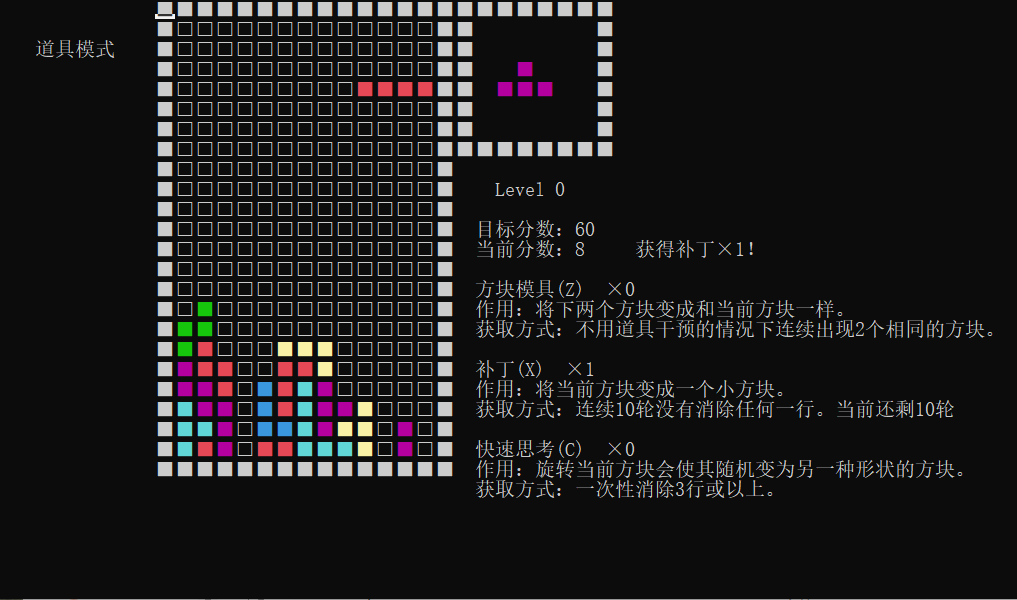 道具模式
Level 0
目标分数：60
当前分数：8 获得补丁×1！
方块模具(Z) ×0
作用：将下两个方块变成和当前方块一样。
获取方式：不用道具干预的情况下连续出现2个相同的方块。
补丁(X) ×1
作用：将当前方块变成一个小方块。
获取方式：连续10轮没有消除任何一行。当前还剩10轮
快速思考(C) ×0
作用：旋转当前方块会使其随机变为另一种形状的方块。
获取方式：一次性消除3行或以上。